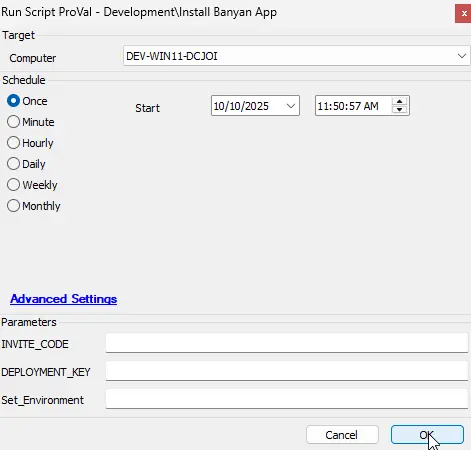 Run Script ProVal - Development\Install Banyan App
x
Target
Computer
DEV-WIN11-DCJOI
Schedule
Once
Start
10/10/2025
11:50:57 AM
Minute
Hourly
Daily
Weekly
Monthly
Advanced Settings
Parameters
INVITE_CODE
DEPLOYMENT_KEY
Set_Environment
Cancel
OK